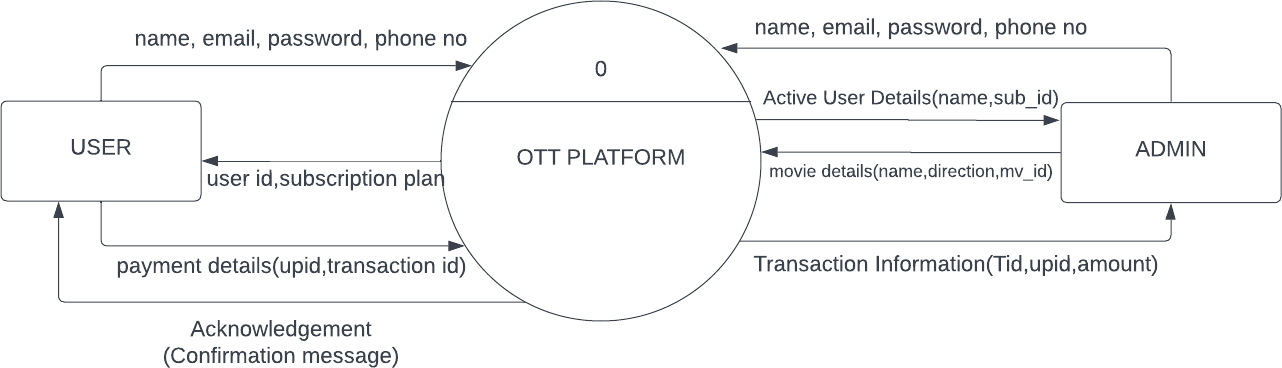 name, email, password, phone no
name, email, password, phone no
0
Active User Details(name,sub_id)
USER
OTT PLATFORM
ADMIN
user id,subscription plan
movie details(name,direction,mv_id)
payment details(upid,transaction id)
Transaction Information(Tid,upid,amount)
Acknowledgement
(Confirmation message)